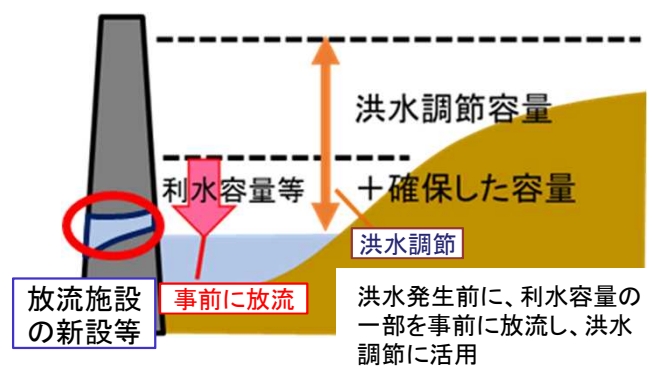 洪水調節容量
利水容量等
＋確保した容量
洪水調節
放流施設
の新設等
事前に放流
洪水発生前に、利水容量の
一部を事前に放流し、洪水
調節に活用